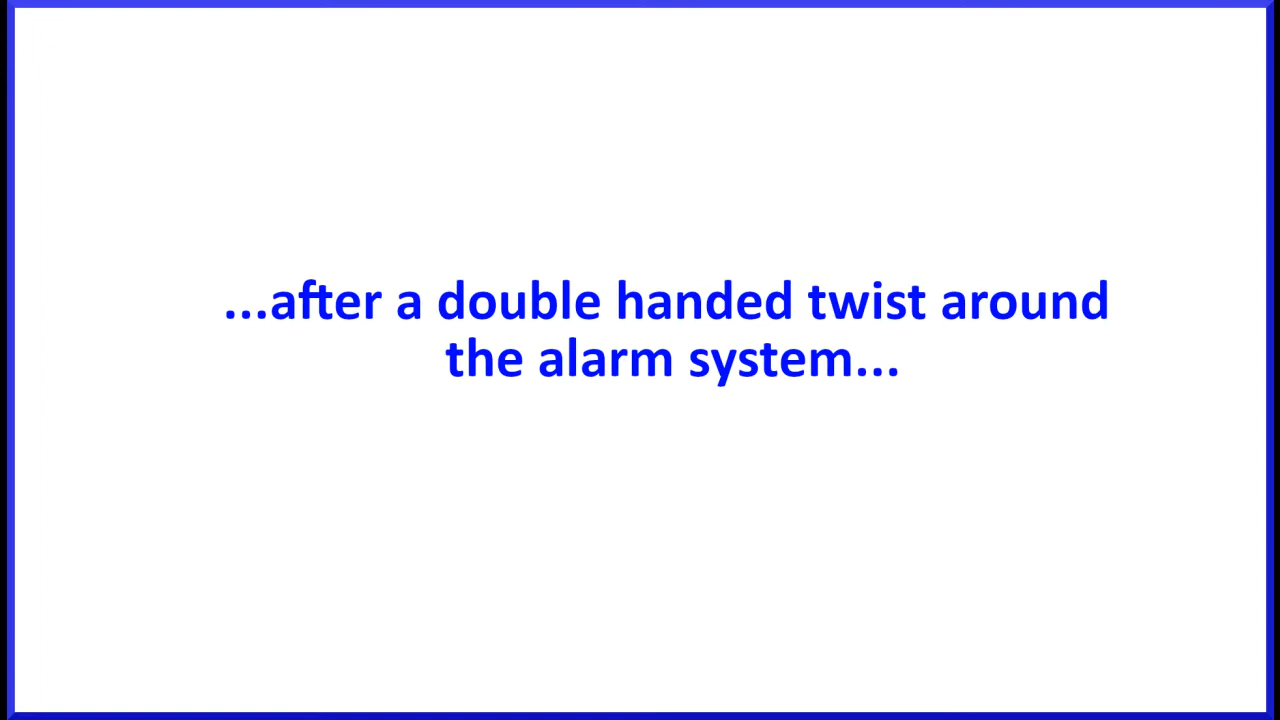 ...after a double handed twist around
the alarm system...